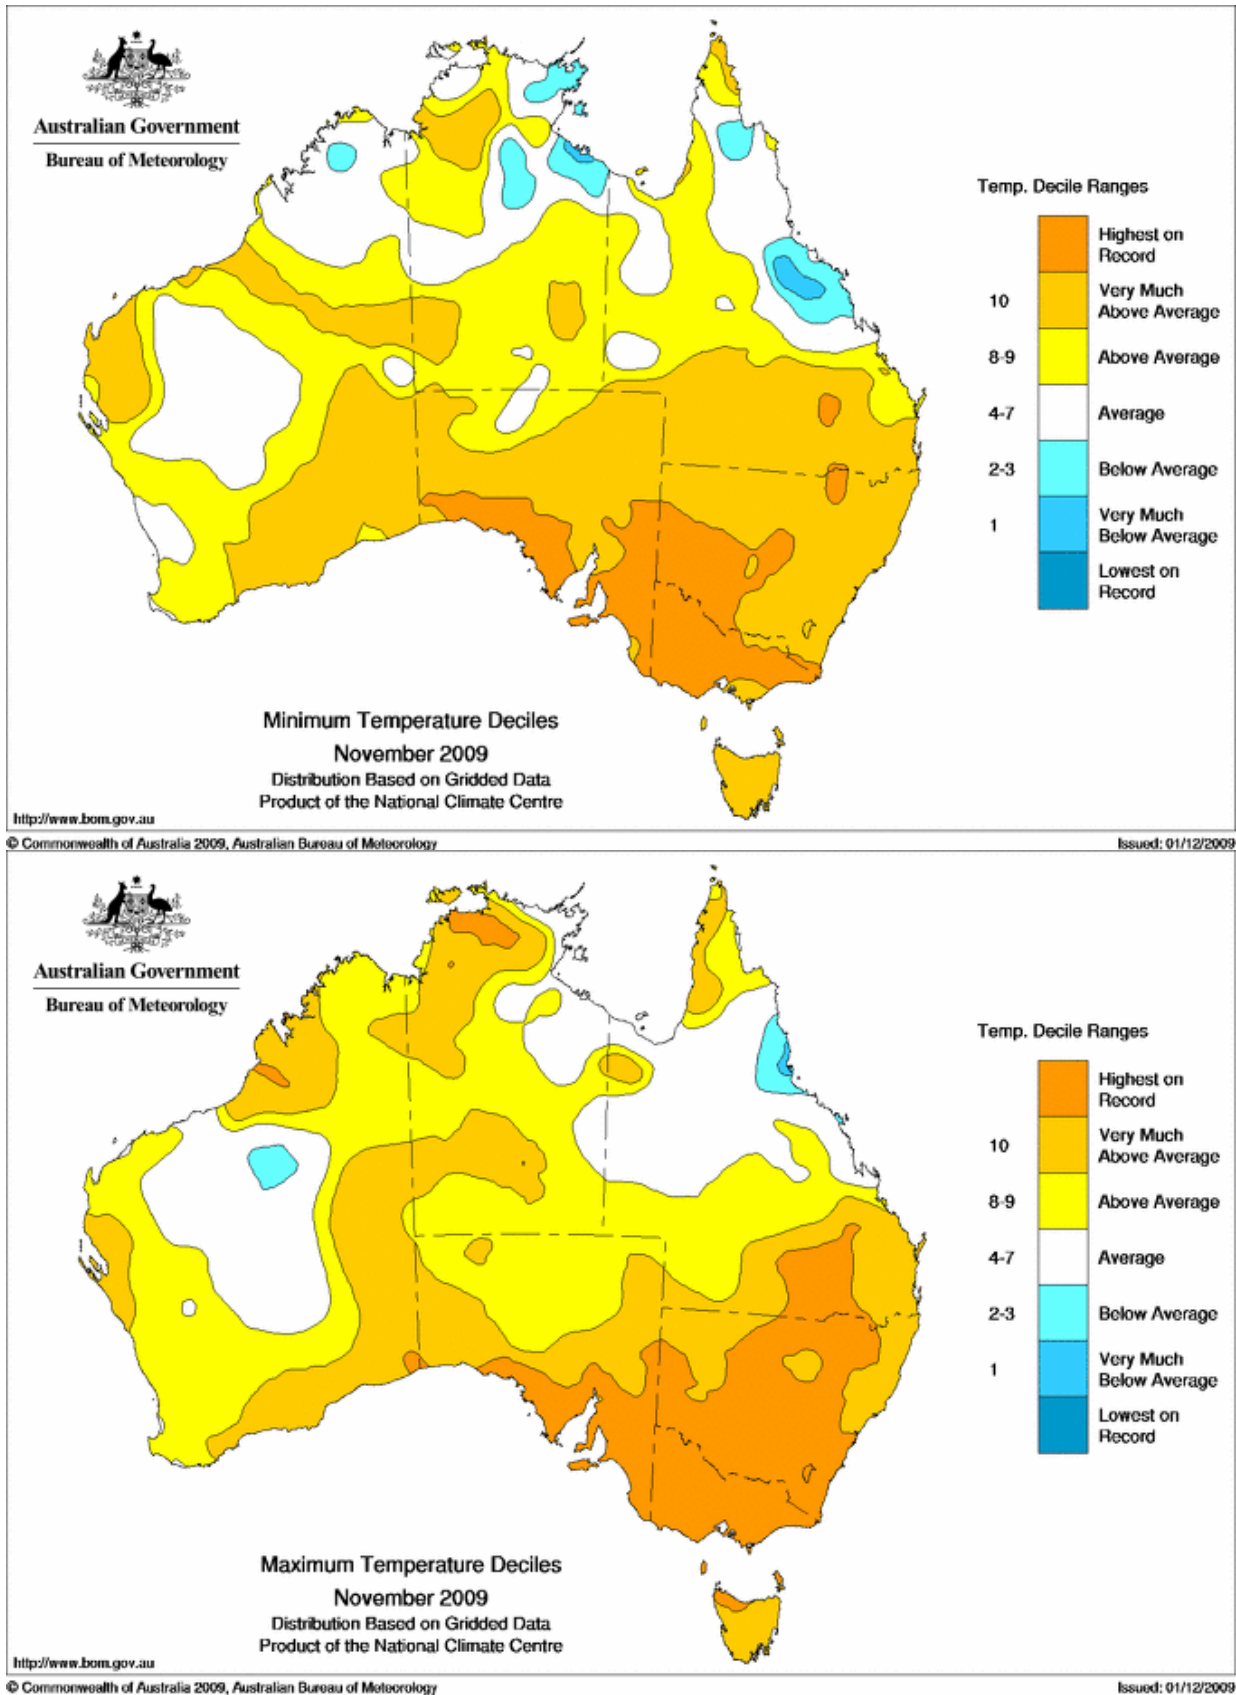 Australian Government
Bureau of Meteorology
Temp. Decile Ranges
Highest on
Record
10
Very Much
Above Average
8-9
Above Average
4-7
Average
2-3
Below Average
1
Very Much
Below Average
Lowest on
Record
Minimum Temperature Deciles
November 2009
Distribution Based on Gridded Data
Product of the National Climate Centre
http://www.bom.gov.au
© Commonwealth of Australia 2009, Australian Bureau of Meteorology
Issued: 01/12/2009
Australian Government
Bureau of Meteorology
Temp. Decile Ranges
Highest on
Record
10
Very Much
Above Average
8-9
Above Average
4-7
Average
2-3
Below Average
1
Very Much
Below Average
Lowest on
Record
Maximum Temperature Deciles
November 2009
Distribution Based on Gridded Data
Product of the National Climate Centre
http://www.bom.gov.au
© Commonwealth of Australia 2009, Australian Bureau of Meteorology
Issued: 01/12/2009